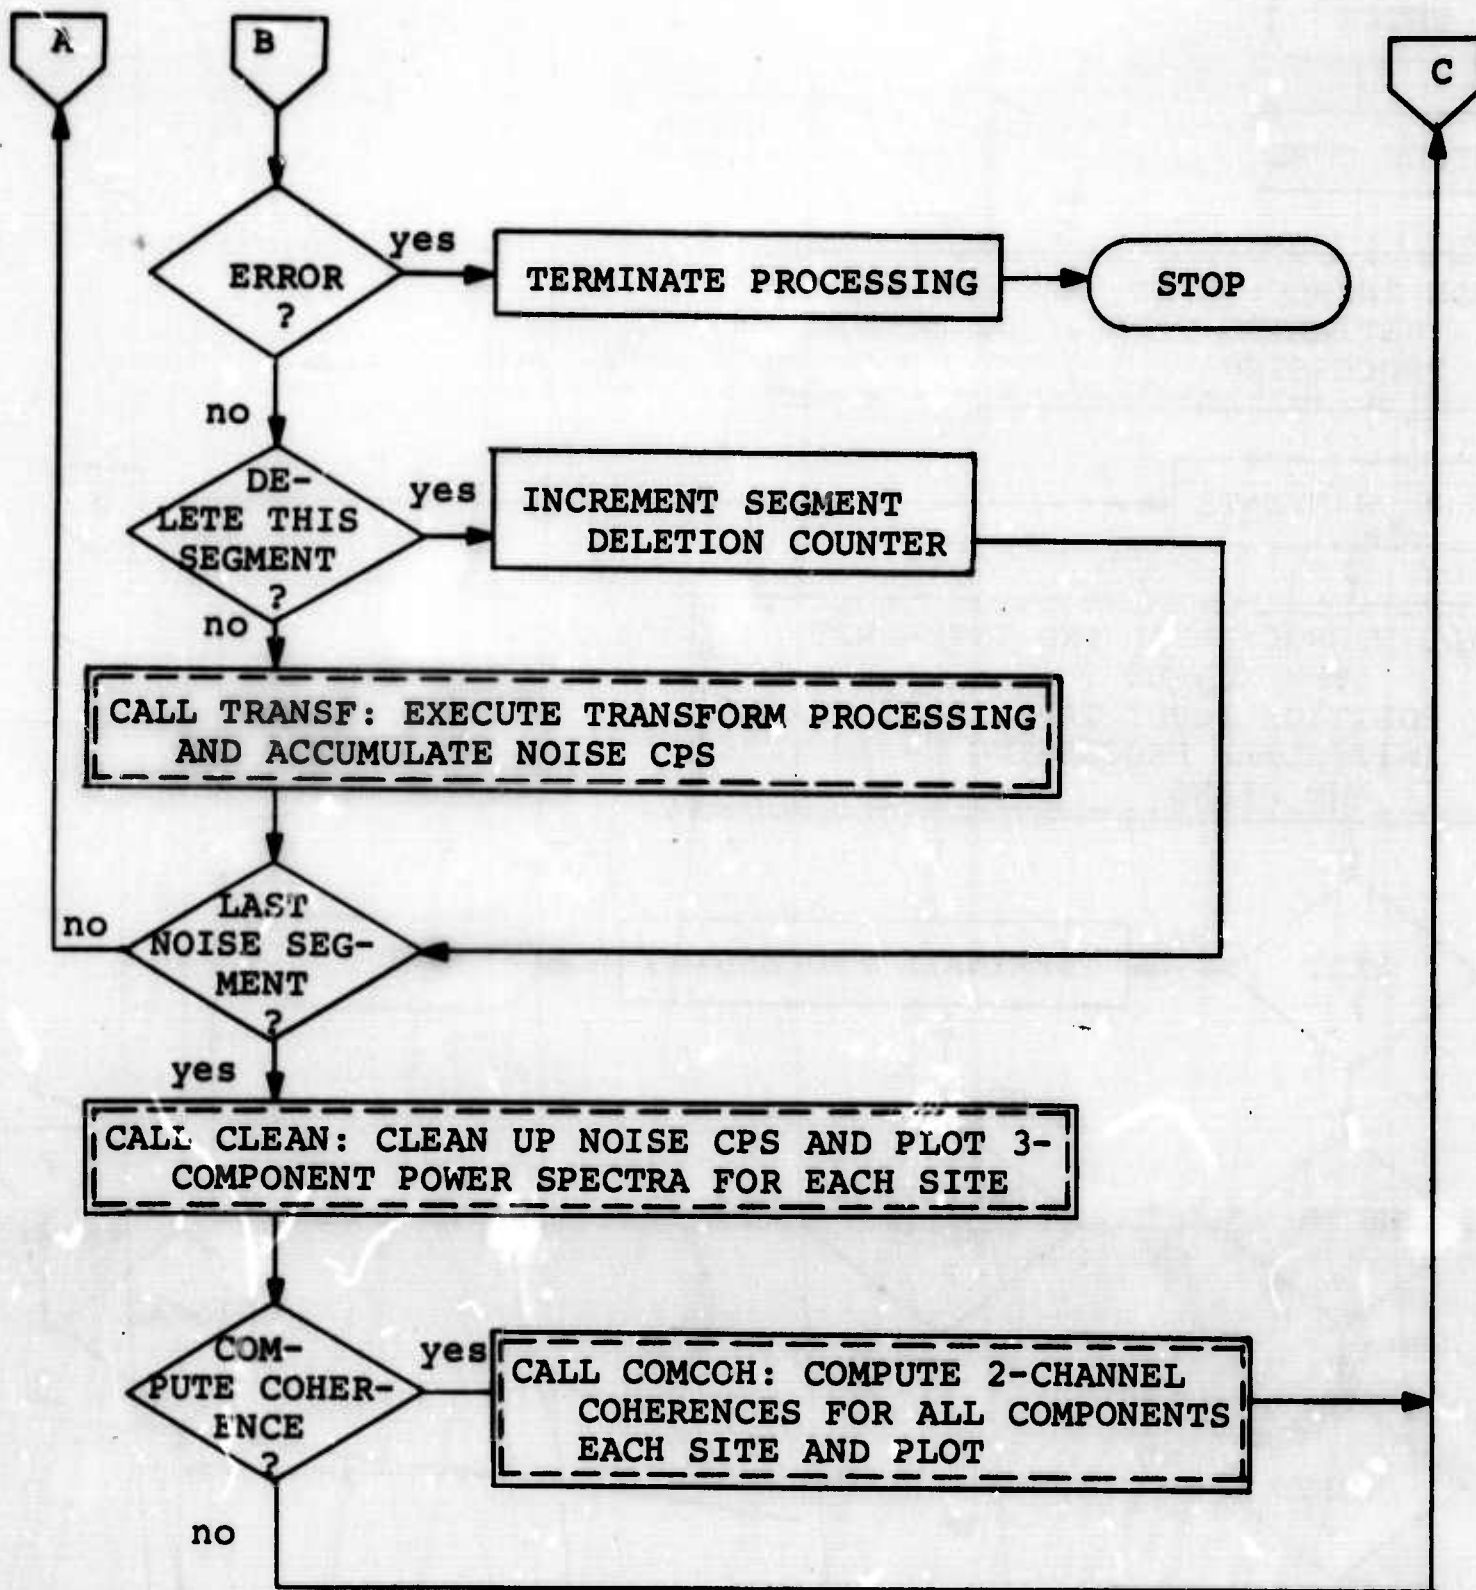 A
B
C
ERROR
?
yes
TERMINATE PROCESSING
STOP
no
DE-
LETE THIS
SEGMENT
?
yes
INCREMENT SEGMENT
DELETION COUNTER
no
CALL TRANSF: EXECUTE TRANSFORM PROCESSING
AND ACCUMULATE NOISE CPS
LAST
NOISE SEG-
MENT
?
no
yes
CALL CLEAN: CLEAN UP NOISE CPS AND PLOT 3-
COMPONENT POWER SPECTRA FOR EACH SITE
COM-
PUTE COHER-
ENCE
?
yes
CALL COMCOH: COMPUTE 2-CHANNEL
COHERENCES FOR ALL COMPONENTS
EACH SITE AND PLOT
no